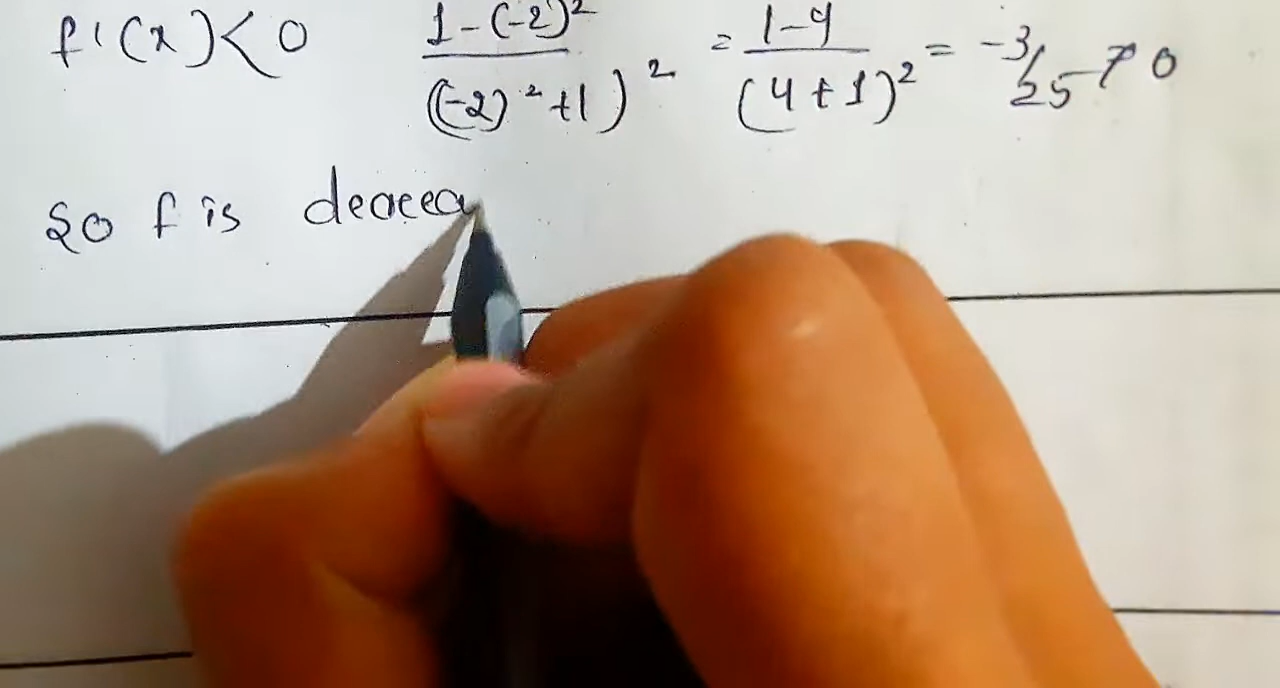 f'(x)<0 1-(-2)²/((-2)²+1)² = 1-4/(4+1)² = -3/25 > 0
So f is decrea